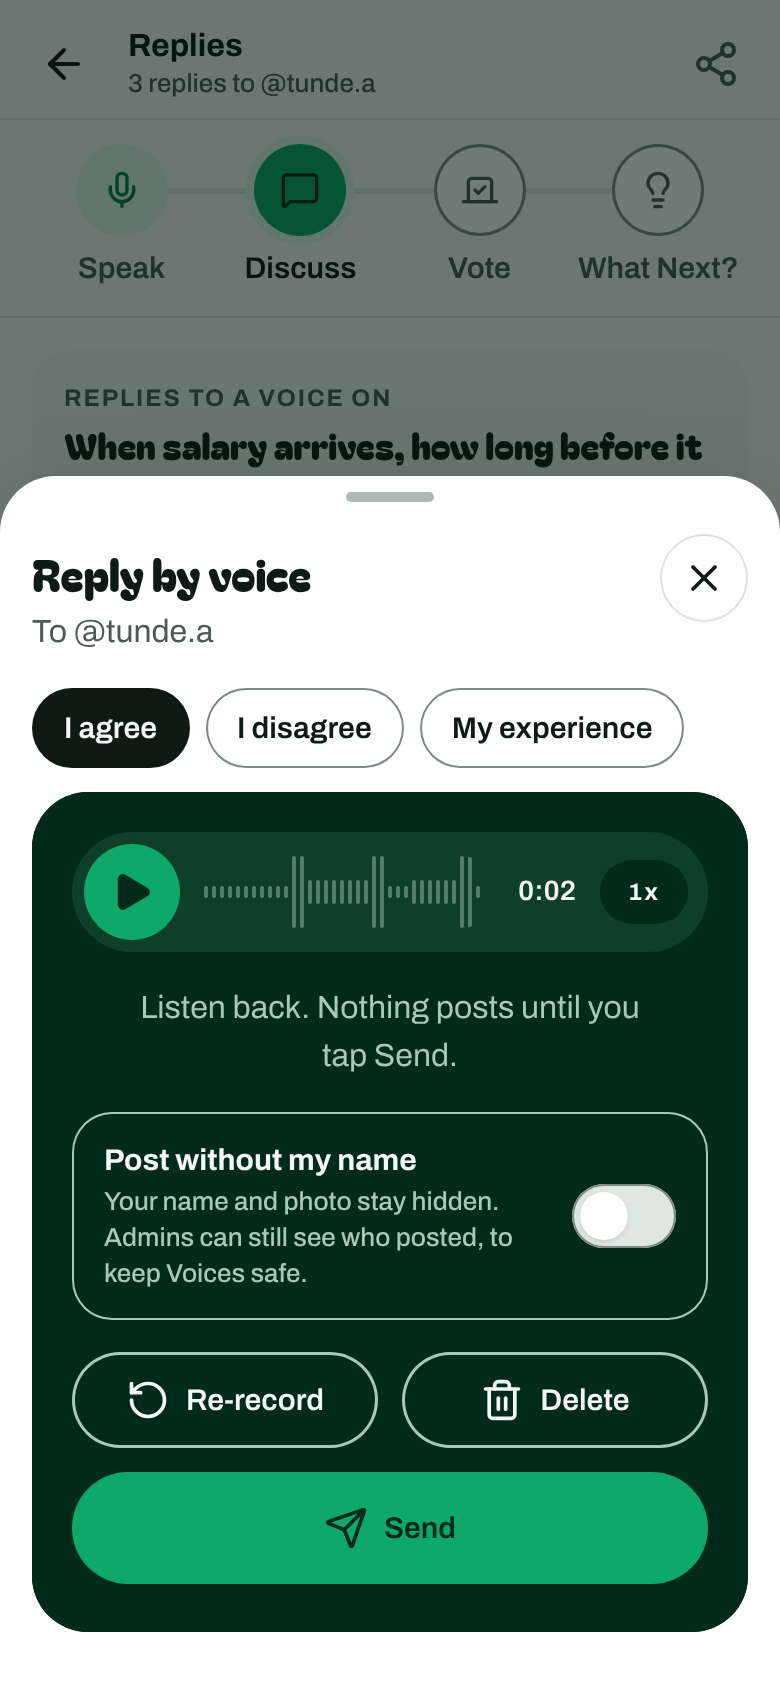 Replies
3 replies to @tunde.a
Speak
Discuss
Vote
What Next?
REPLIES TO A VOICE ON
When salary arrives, how long before it
Reply by voice
To @tunde.a
I agree
I disagree
My experience
0:02
1x
Listen back. Nothing posts until you
tap Send.
Post without my name
Your name and photo stay hidden.
Admins can still see who posted, to
keep Voices safe.
Re-record
Delete
Send